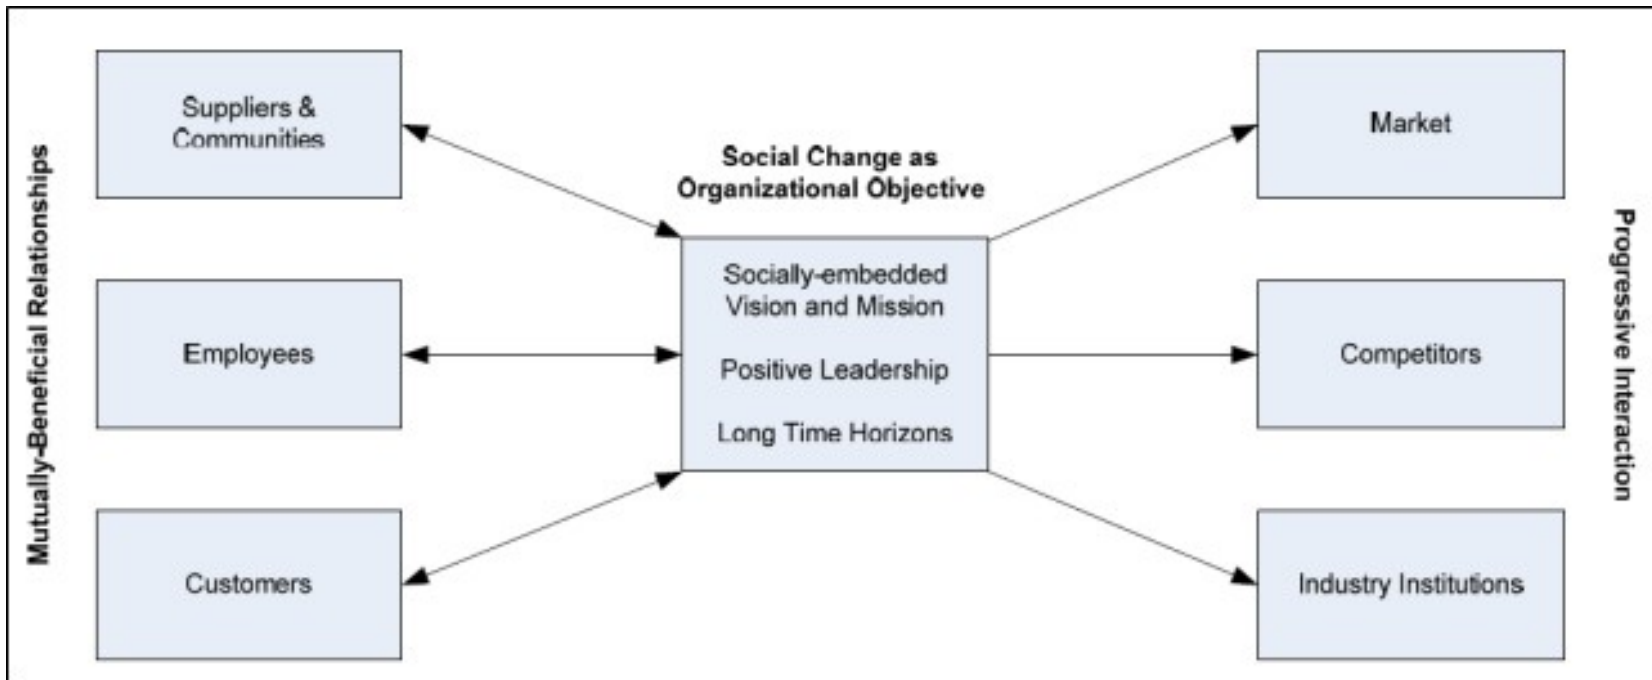 Mutually-Beneficial Relationships
Suppliers &
Communities
Employees
Customers
Social Change as
Organizational Objective
Socially-embedded
Vision and Mission
Positive Leadership
Long Time Horizons
Market
Competitors
Industry Institutions
Progressive Interaction